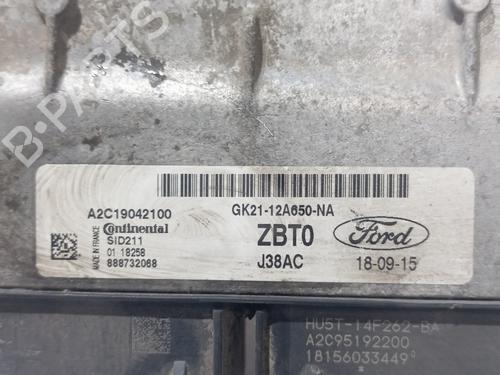 B-PARTS
A2C19042100
GK21-12A650-NA
Continental
SID211
01 18258
888732068
MADE IN FRANCE
ZBT0
J38AC
Ford
18-09-15
HU5T-14F262-BA
A2C95192200
18156033449